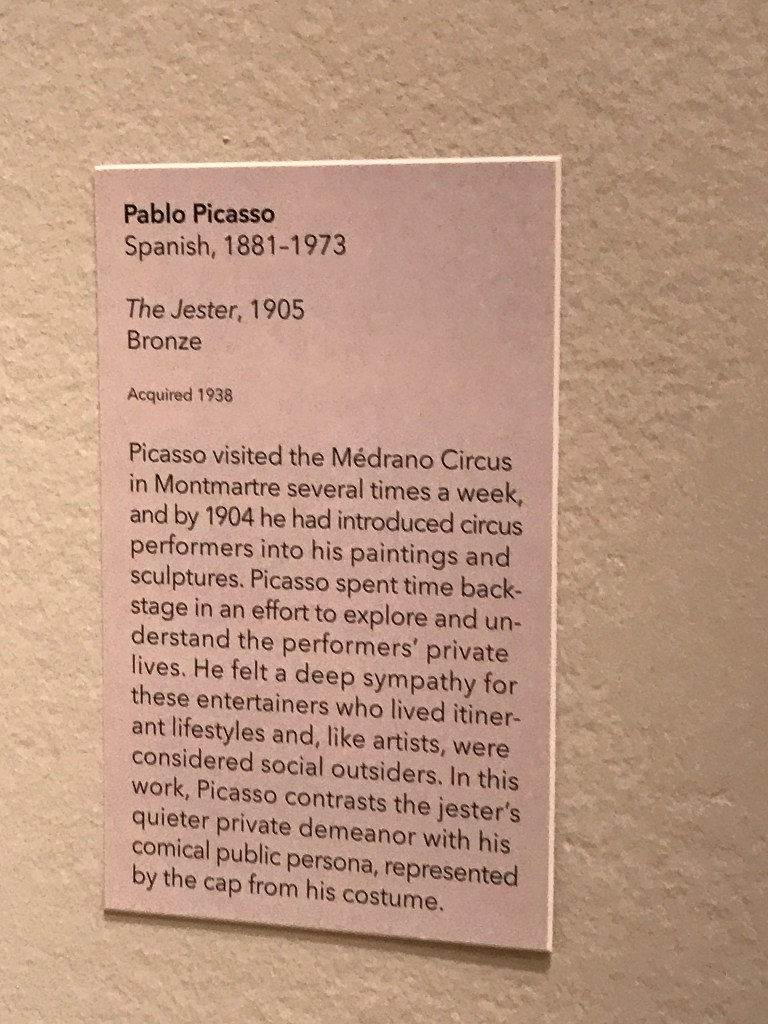 Pablo Picasso
Spanish, 1881–1973
The Jester, 1905
Bronze
Acquired 1938
Picasso visited the Médrano Circus
in Montmartre several times a week,
and by 1904 he had introduced circus
performers into his paintings and
sculptures. Picasso spent time back-
stage in an effort to explore and un-
derstand the performers’ private
lives. He felt a deep sympathy for
these entertainers who lived itiner-
ant lifestyles and, like artists, were
considered social outsiders. In this
work, Picasso contrasts the jester’s
quieter private demeanor with his
comical public persona, represented
by the cap from his costume.